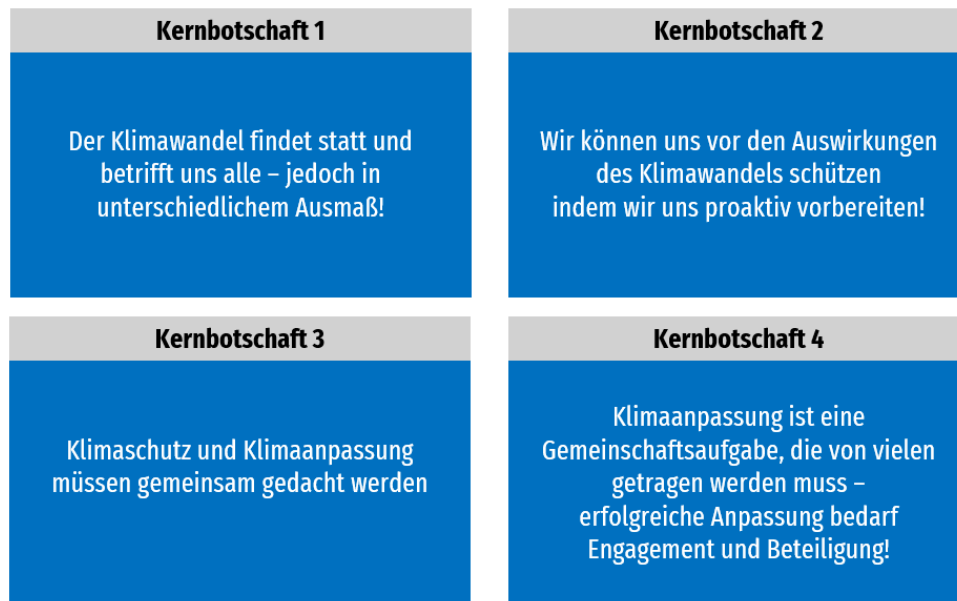 Kernbotschaft 1
Der Klimawandel findet statt und
betrifft uns alle – jedoch in
unterschiedlichem Ausmaß!
Kernbotschaft 2
Wir können uns vor den Auswirkungen
des Klimawandels schützen
indem wir uns proaktiv vorbereiten!
Kernbotschaft 3
Klimaschutz und Klimaanpassung
müssen gemeinsam gedacht werden
Kernbotschaft 4
Klimaanpassung ist eine
Gemeinschaftsaufgabe, die von vielen
getragen werden muss –
erfolgreiche Anpassung bedarf
Engagement und Beteiligung!